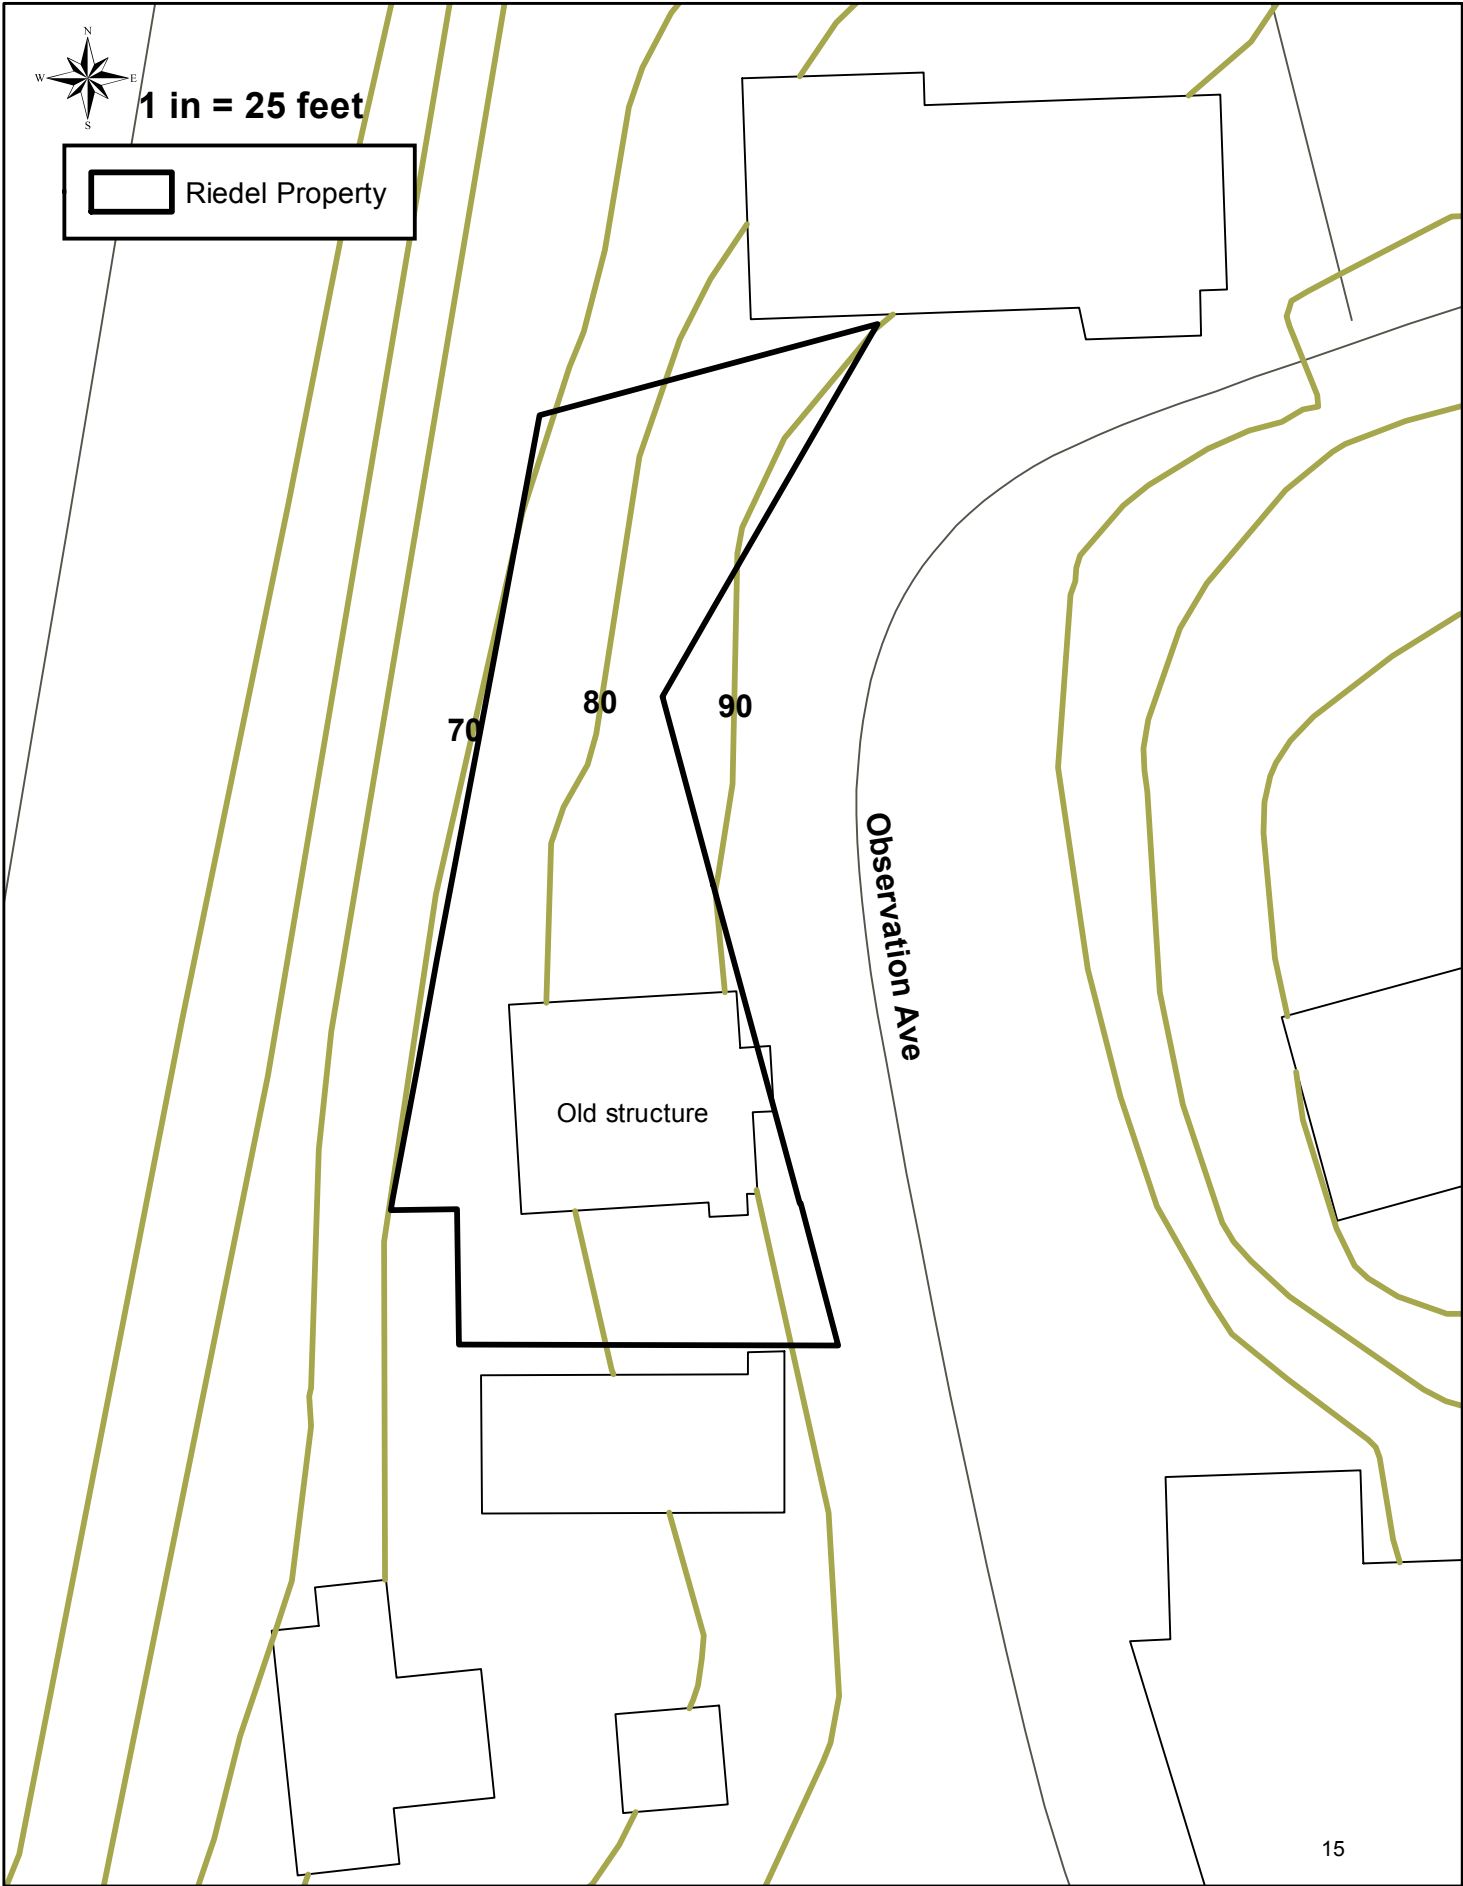 N
W E
S
1 in = 25 feet
Riedel Property
80
90
70
Observation Ave
Old structure
15